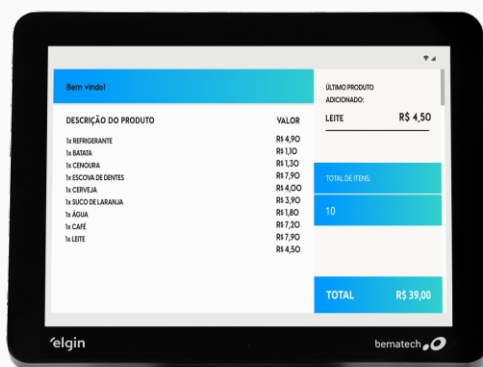 Bem vindo!
DESCRIÇÃO DO PRODUTO VALOR
1x REFRIGERANTE R$ 4,90
1x BATATA R$ 1,10
1x CENOURA R$ 1,30
1x ESCOVA DE DENTES R$ 7,90
1x CERVEJA R$ 4,00
1x SUCO DE LARANJA R$ 3,90
1x ÁGUA R$ 1,80
1x CAFÉ R$ 7,20
1x LEITE R$ 7,90
R$ 4,50
ÚLTIMO PRODUTO
ADICIONADO:
LEITE R$ 4,50
TOTAL DE ITENS:
10
TOTAL R$ 39,00
elgin
bematech